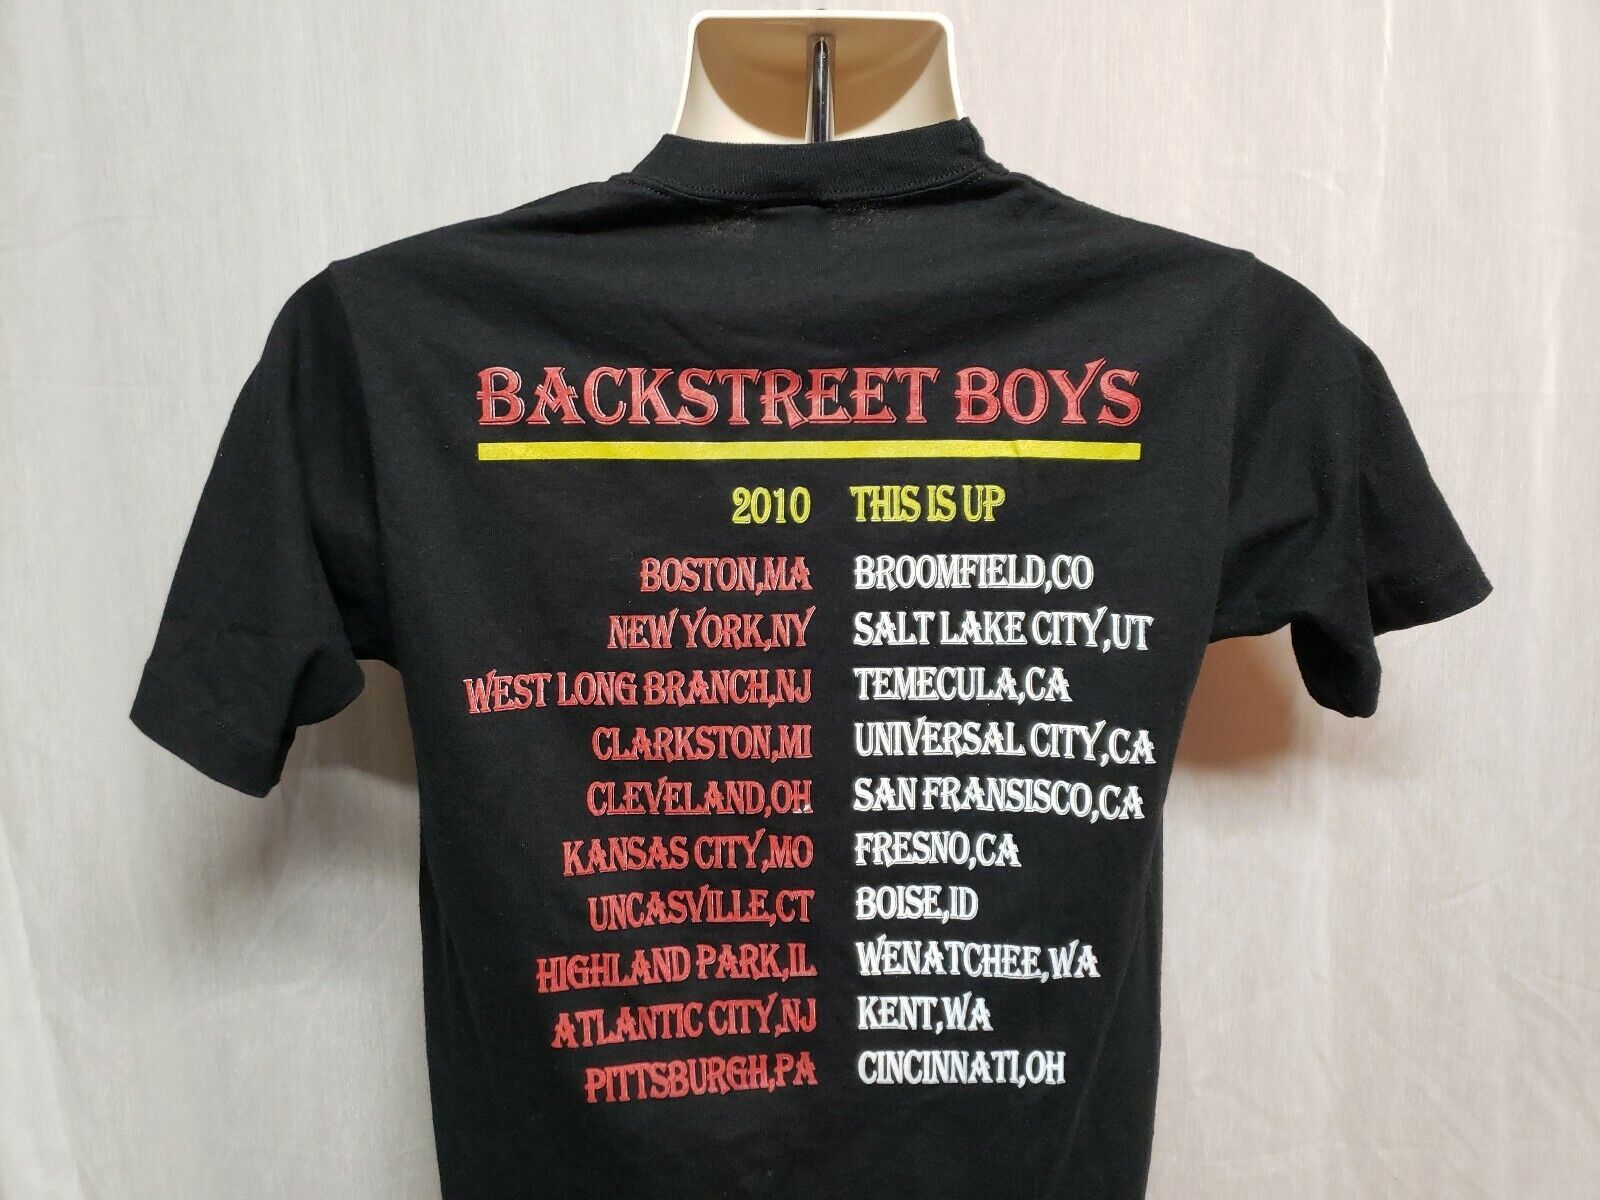 BACKSTREET BOYS
2010 THIS IS UP
BOSTON,MA BROOMFIELD,CO
NEW YORK,NY SALT LAKE CITY,UT
WEST LONG BRANCH,NJ TEMECULA,CA
CLARKSTON,MI UNIVERSAL CITY,CA
CLEVELAND,OH SAN FRANSISCO,CA
KANSAS CITY,MO FRESNO,CA
UNCASVILLE,CT BOISE,ID
HIGHLAND PARK,IL WENATCHEE,WA
ATLANTIC CITY,NJ KENT,WA
PITTSBURGH,PA CINCINNATI,OH